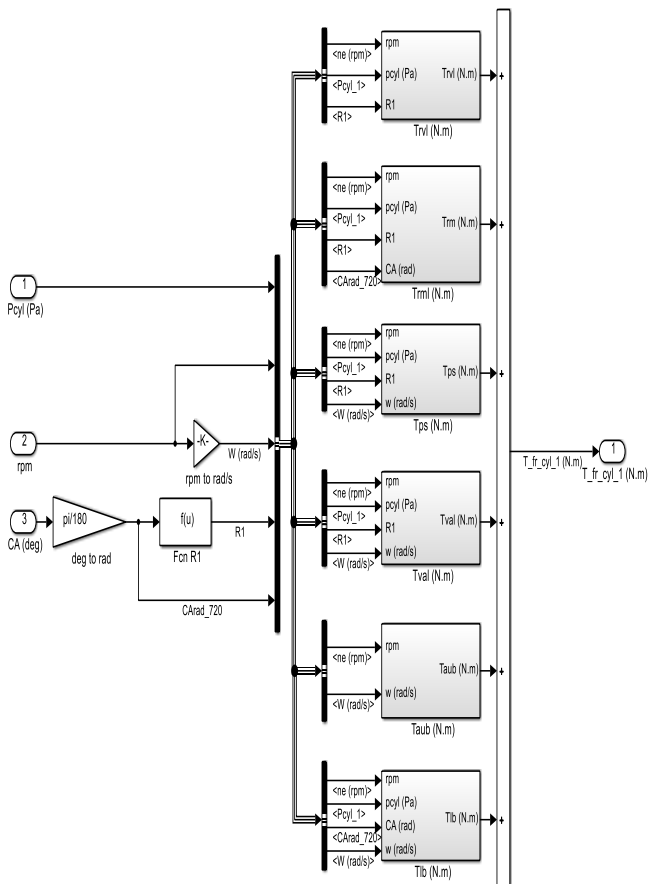 <ne (rpm)>
<Pcyl_1>
<R1>
rpm
pcyl (Pa)
R1
Trvl (N.m)
+
Trvl (N.m)
<ne (rpm)>
<Pcyl_1>
<R1>
<CArad_720>
rpm
pcyl (Pa)
R1
CA (rad)
Trm (N.m)
+
Trml (N.m)
1
Pcyl (Pa)
<ne (rpm)>
<Pcyl_1>
<R1>
<W (rad/s)>
rpm
pcyl (Pa)
R1
w (rad/s)
Tps (N.m)
+
Tps (N.m)
2
rpm
-K-
rpm to rad/s
W (rad/s)
T_fr_cyl_1 (N.m)
1
T_fr_cyl_1 (N.m)
3
CA (deg)
pi/180
deg to rad
f(u)
Fcn R1
R1
CArad_720
<ne (rpm)>
<Pcyl_1>
<R1>
<W (rad/s)>
rpm
pcyl (Pa)
R1
w (rad/s)
Tval (N.m)
+
Tval (N.m)
<ne (rpm)>
<W (rad/s)>
rpm
w (rad/s)
Taub (N.m)
+
Taub (N.m)
<ne (rpm)>
<Pcyl_1>
<CArad_720>
<W (rad/s)>
rpm
pcyl (Pa)
CA (rad)
w (rad/s)
Tlb (N.m)
+
Tlb (N.m)